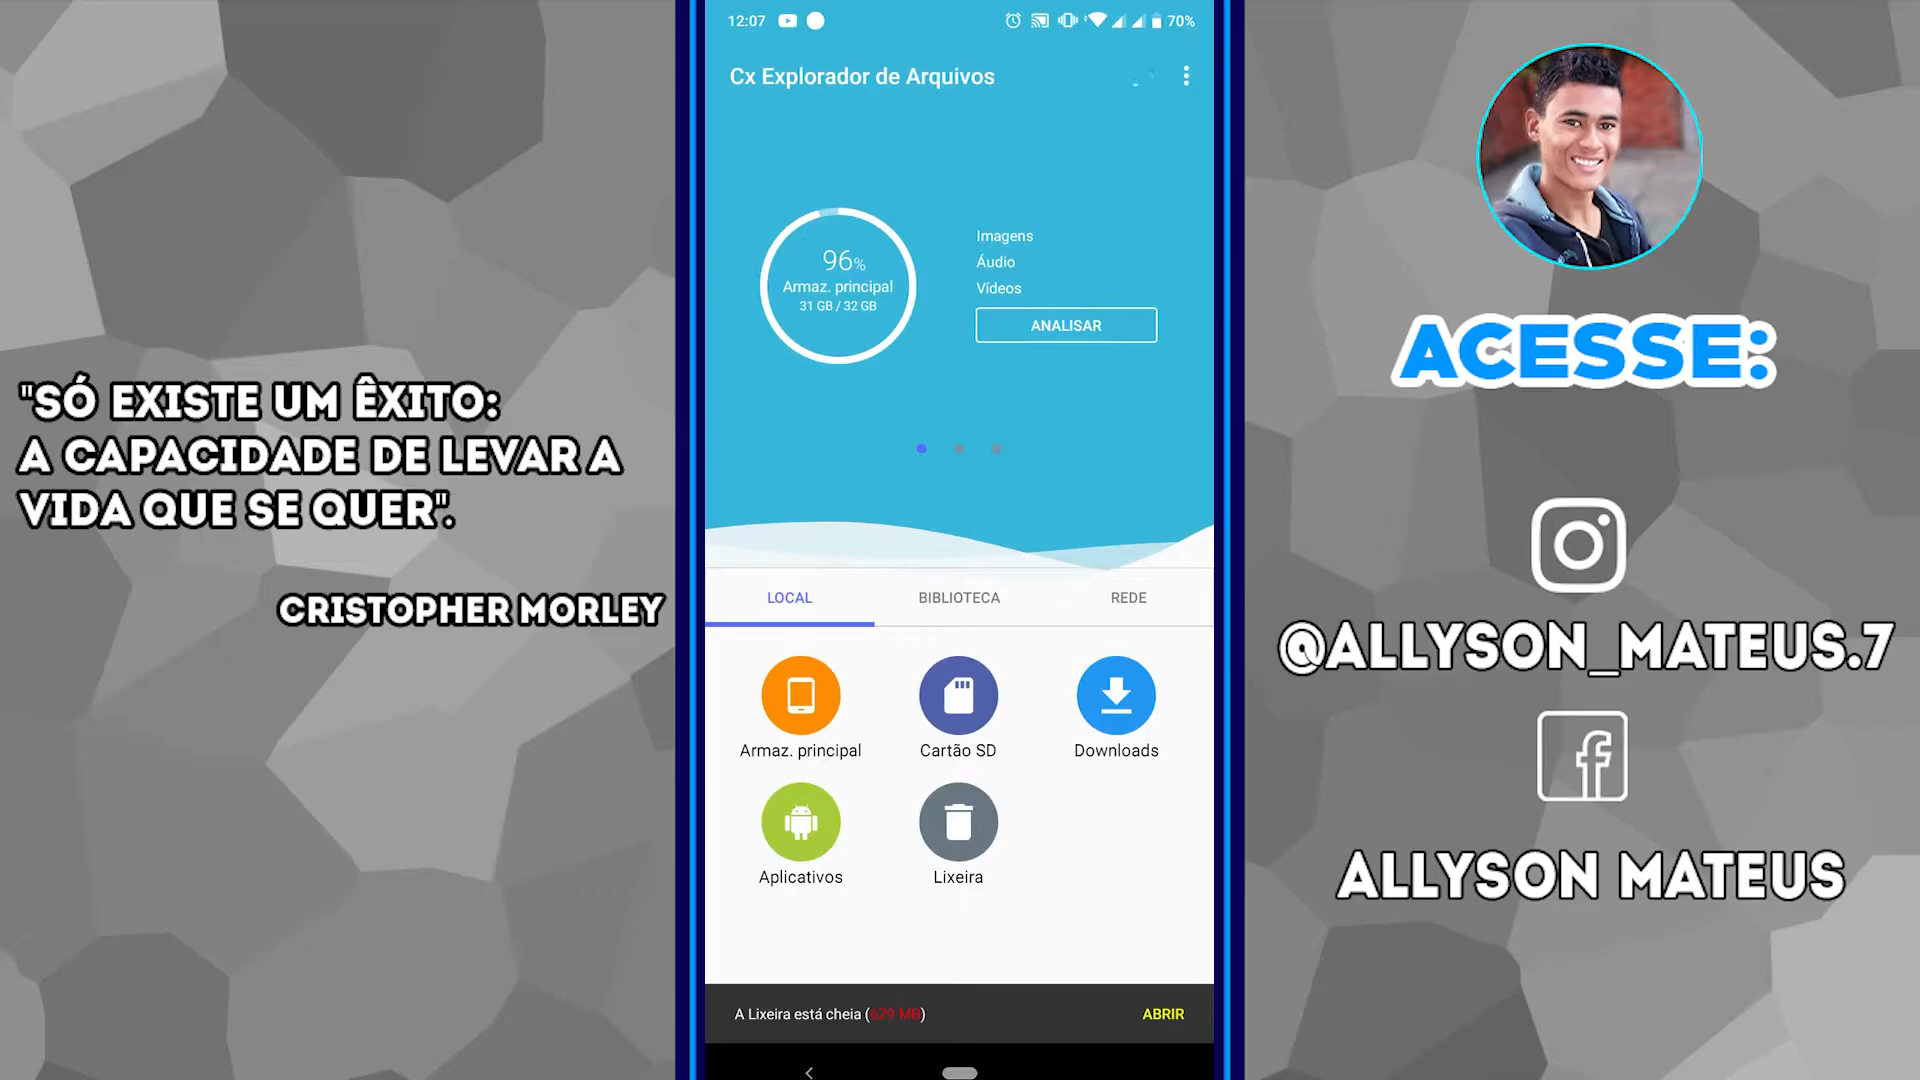 "SÓ EXISTE UM ÊXITO:
A CAPACIDADE DE LEVAR A
VIDA QUE SE QUER".
CRISTOPHER MORLEY
12:07
70%
Cx Explorador de Arquivos
96%
Armaz. principal
31 GB / 32 GB
Imagens
Áudio
Vídeos
ANALISAR
LOCAL
BIBLIOTECA
REDE
Armaz. principal
Cartão SD
Downloads
Aplicativos
Lixeira
A Lixeira está cheia (629 MB)
ABRIR
ACESSE:
@ALLYSON_MATEUS.7
ALLYSON MATEUS